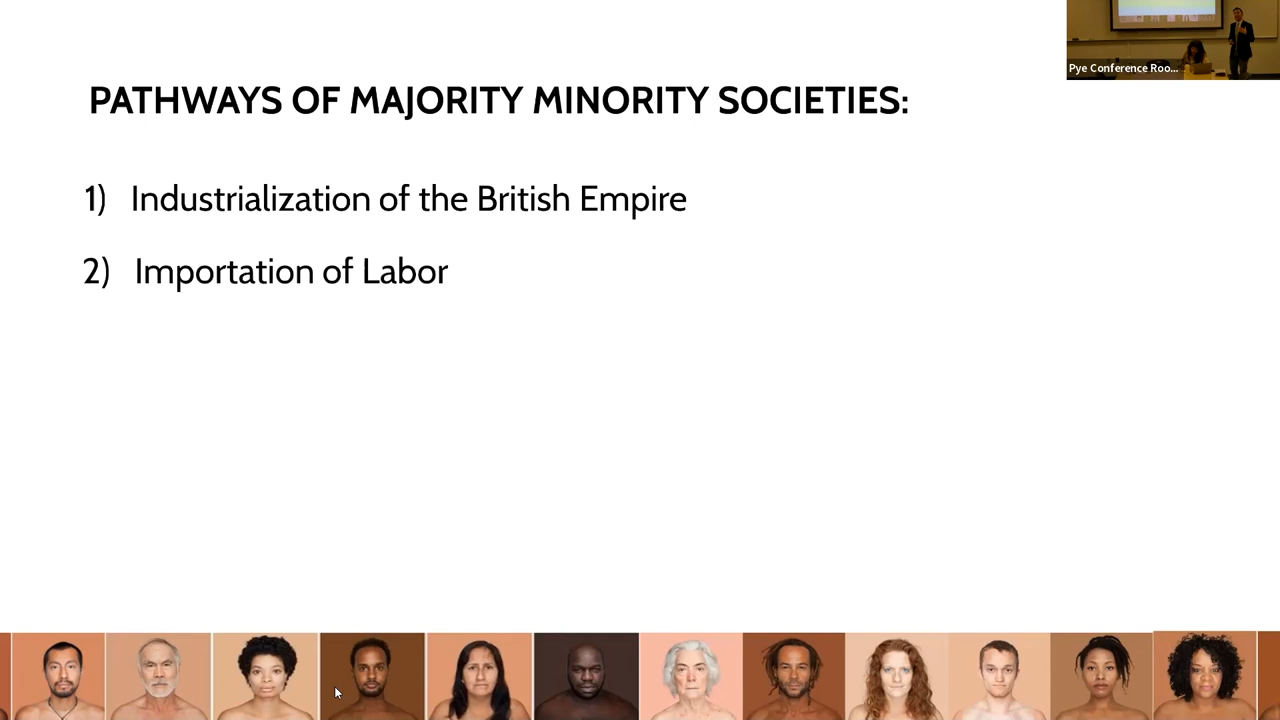 Pye Conference Roo...
PATHWAYS OF MAJORITY MINORITY SOCIETIES:
1) Industrialization of the British Empire
2) Importation of Labor